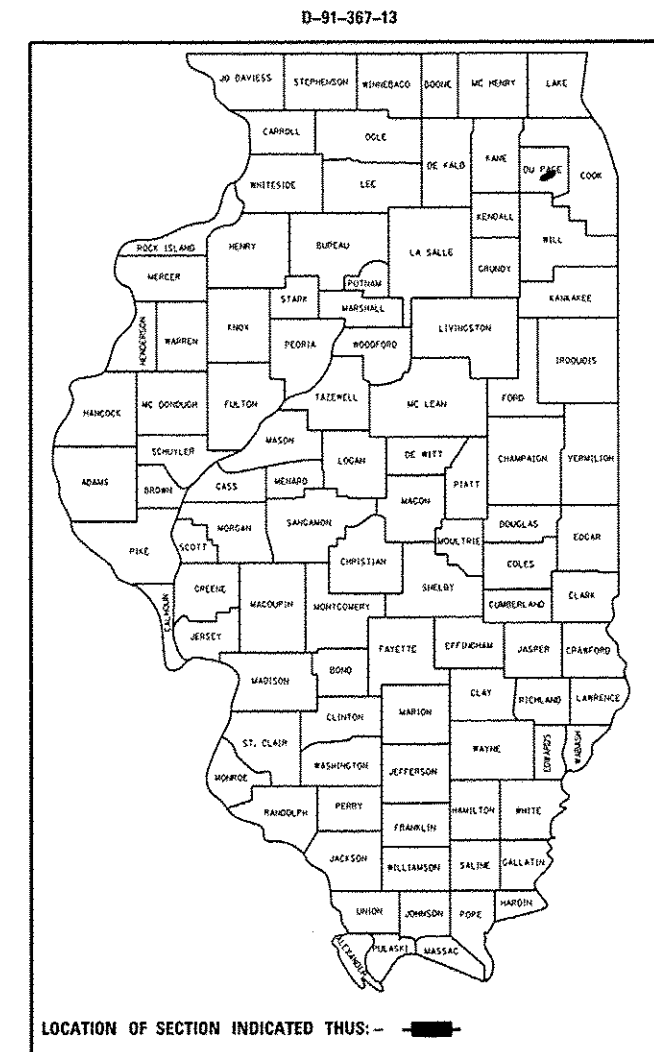 D-91-367-13
JO DAVIESS STEPHENSON WINNEBAGO BOONE MC HENRY LAKE
CARROLL OGLE DE KALB KANE DU PAGE COOK
WHITESIDE LEE KENDALL WILL
ROCK ISLAND HENRY BUREAU LA SALLE GRUNDY
MERCER STARK PUTNAM MARSHALL KANKAKEE
HENDERSON WARREN KNOX PEORIA WOODFORD LIVINGSTON IROQUOIS
HANCOCK MC DONOUGH FULTON TAZEWELL MC LEAN FORD
SCHUYLER MASON LOGAN DE WITT PIATT CHAMPAIGN VERMILION
ADAMS BROWN CASS MENARD MACON
PIKE SCOTT MORGAN SANGAMON CHRISTIAN MOULTRIE DOUGLAS EDGAR
COLES
CALHOUN GREENE MACOUPIN MONTGOMERY SHELBY CUMBERLAND CLARK
JERSEY FAYETTE EFFINGHAM JASPER CRAWFORD
MADISON BOND CLAY RICHLAND LAWRENCE
CLINTON MARION
ST. CLAIR WAYNE EDWARDS WABASH
MONROE WASHINGTON JEFFERSON
RANDOLPH PERRY HAMILTON WHITE
FRANKLIN
JACKSON WILLIAMSON SALINE GALLATIN
UNION JOHNSON POPE HARDIN
ALEXANDER PULASKI MASSAC
LOCATION OF SECTION INDICATED THUS: -